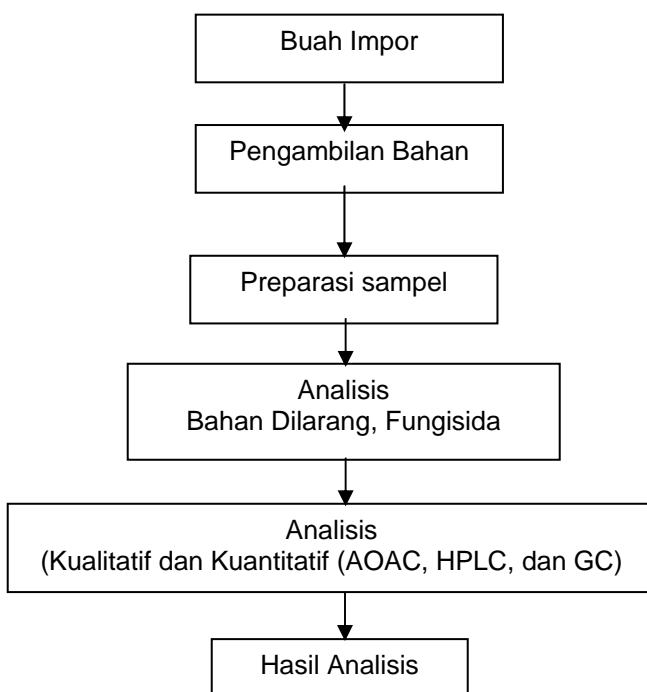 Buah Impor
Pengambilan Bahan
Preparasi sampel
Analisis
Bahan Dilarang, Fungisida
Analisis
(Kualitatif dan Kuantitatif (AOAC, HPLC, dan GC)
Hasil Analisis